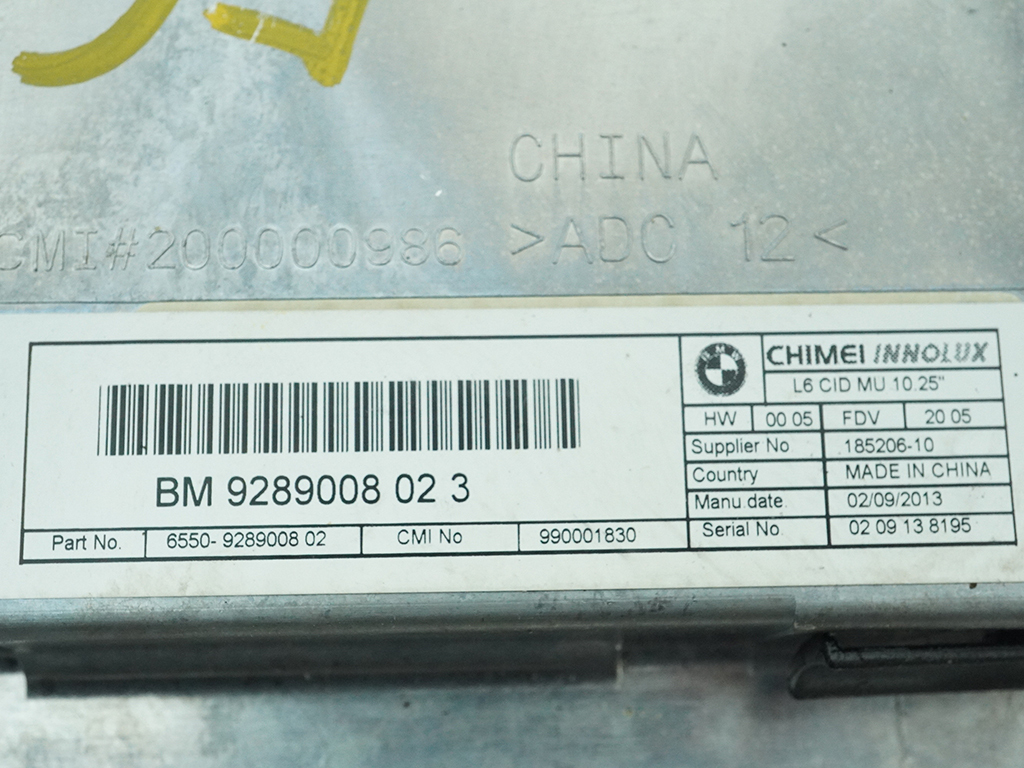 CHINA
CMI#200000986 >ADC 12<
BMW
CHIMEI INNOLUX
L6 CID MU 10.25"
HW 00 05 FDV 20 05
Supplier No 185206-10
Country MADE IN CHINA
Manu date 02/09/2013
Serial No 02 09 13 8195
BM 9289008 02 3
Part No. 6550- 9289008 02 CMI No 990001830